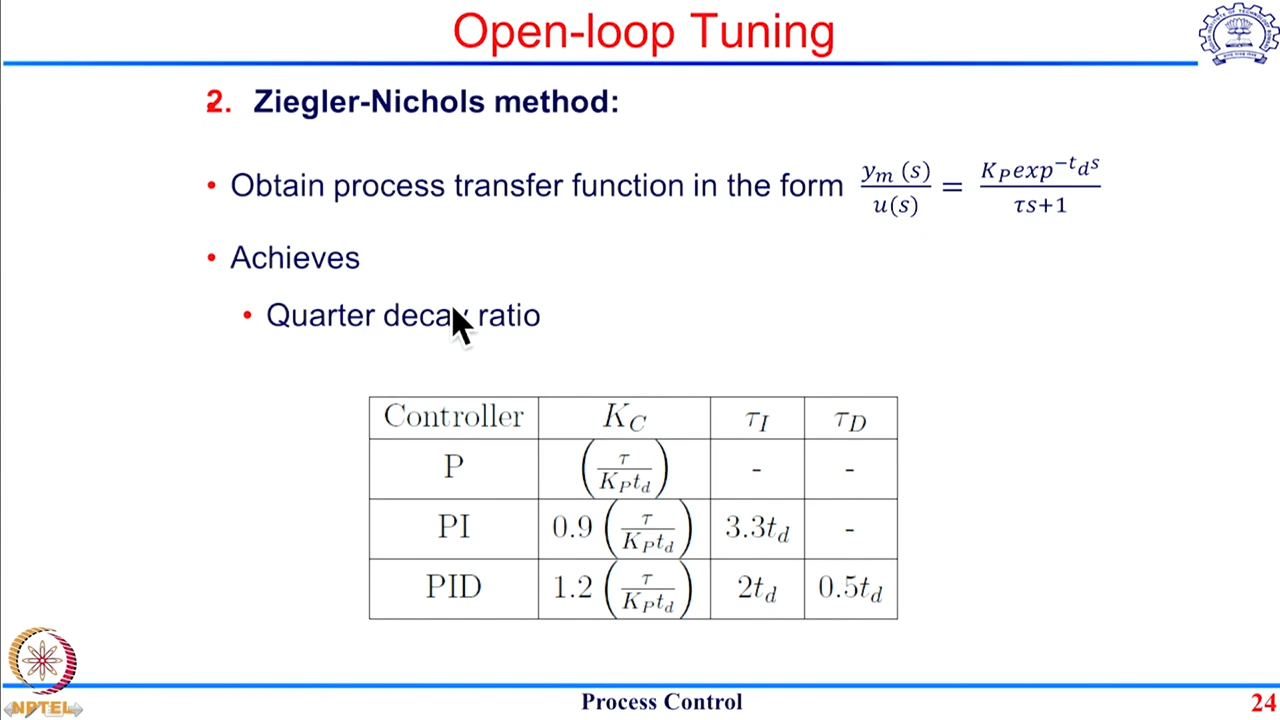 Open-loop Tuning
2. Ziegler-Nichols method:
• Obtain process transfer function in the form y_m (s) / u(s) = K_P exp^{-t_d s} / τs+1
• Achieves
• Quarter decay ratio
Controller K_C τ_I τ_D
P (τ / K_P t_d) - -
PI 0.9 (τ / K_P t_d) 3.3t_d -
PID 1.2 (τ / K_P t_d) 2t_d 0.5t_d
NPTEL
Process Control
24